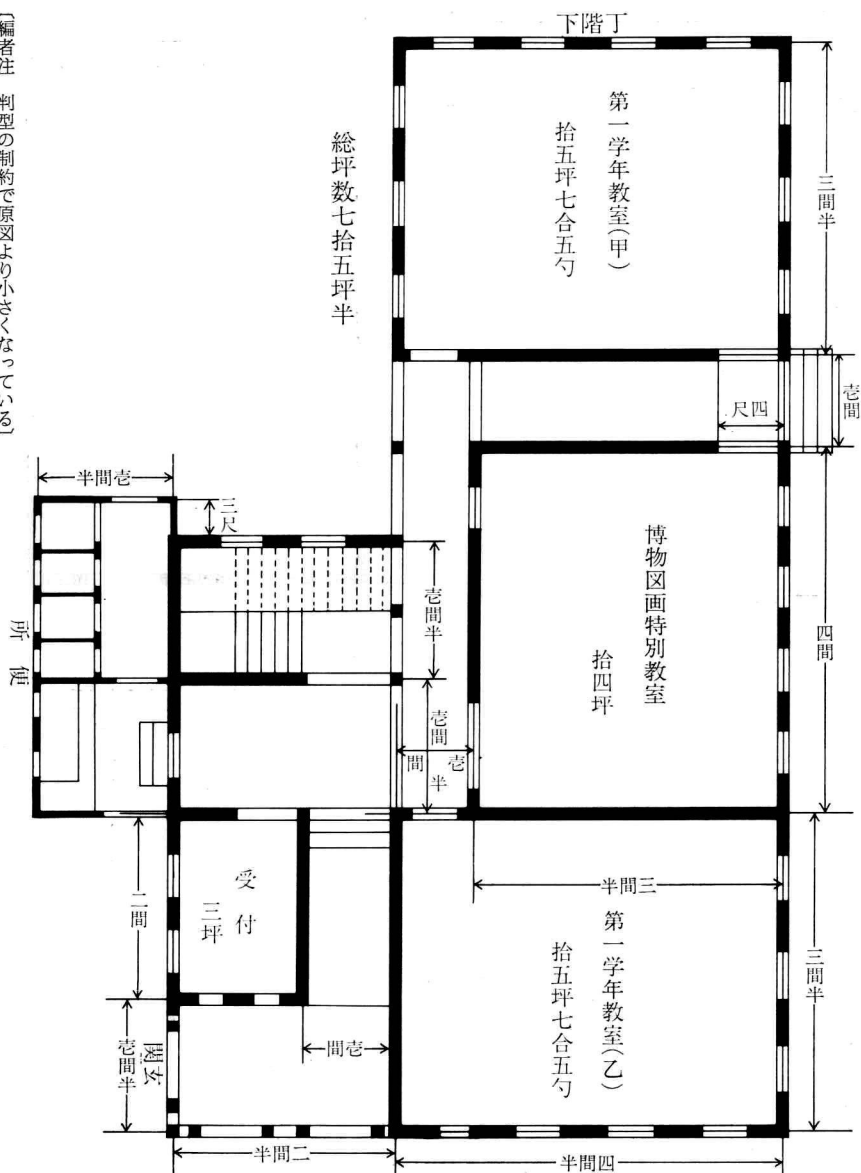 下階丁
第一学年教室(甲)
拾五坪七合五勺
三間半
総坪数七拾五坪半
壱間
四尺
博物図画特別教室
拾四坪
四間
壱間半
三尺
壱間半
便所
壱間半
壱間
受付
三坪
二間
三間半
第一学年教室(乙)
拾五坪七合五勺
三間半
玄関
壱間半
壱間
二間半
四間半
〔編者注 判型の制約で原図より小さくなっている〕